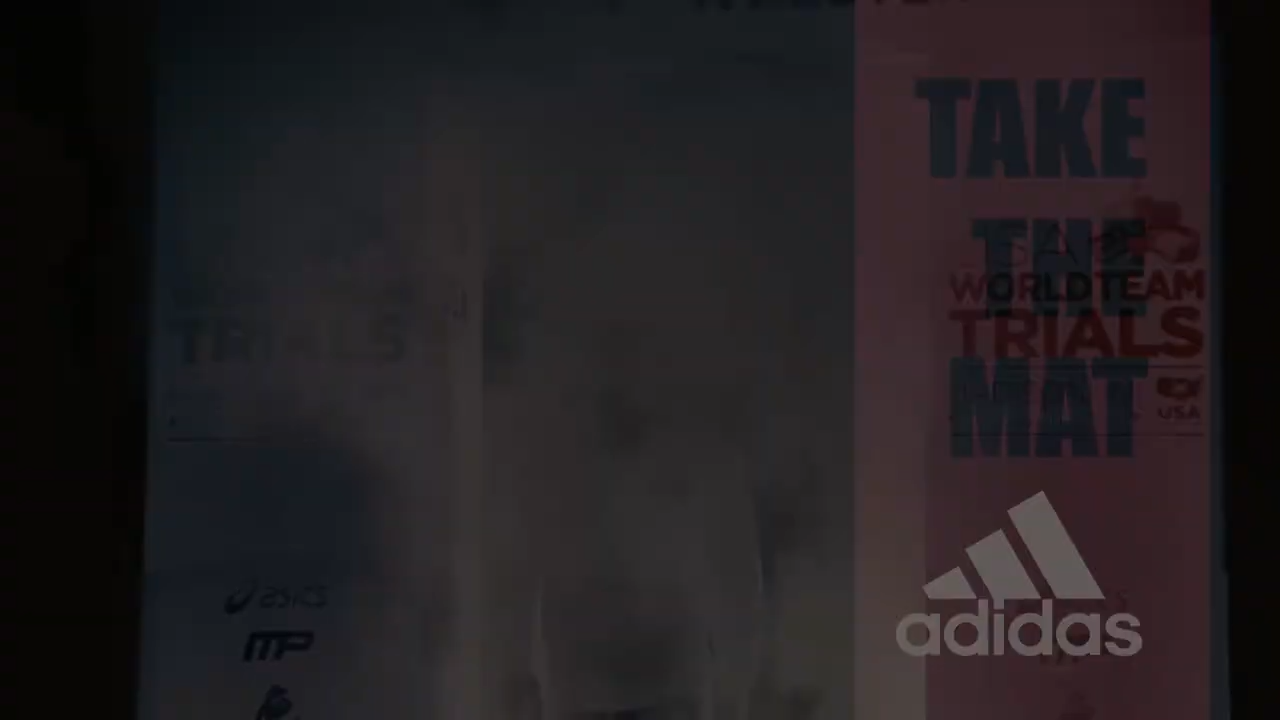 TAKE
THE
MAT
WORLD TEAM
TRIALS
USA
TRIALS
asics
MP
adidas